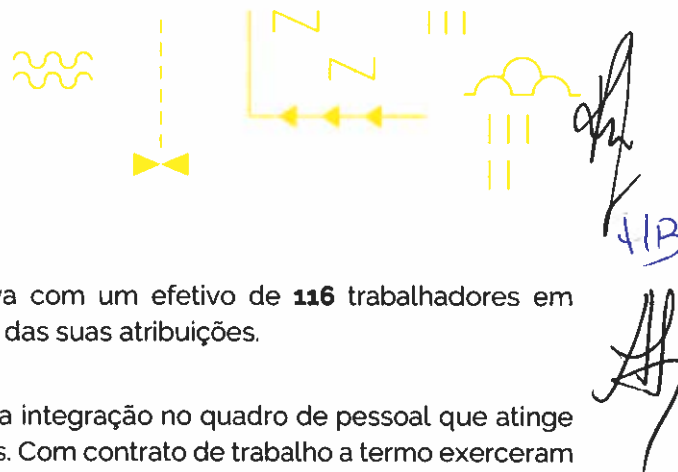 va com um efetivo de 116 trabalhadores em
das suas atribuições.
a integração no quadro de pessoal que atinge
s. Com contrato de trabalho a termo exerceram